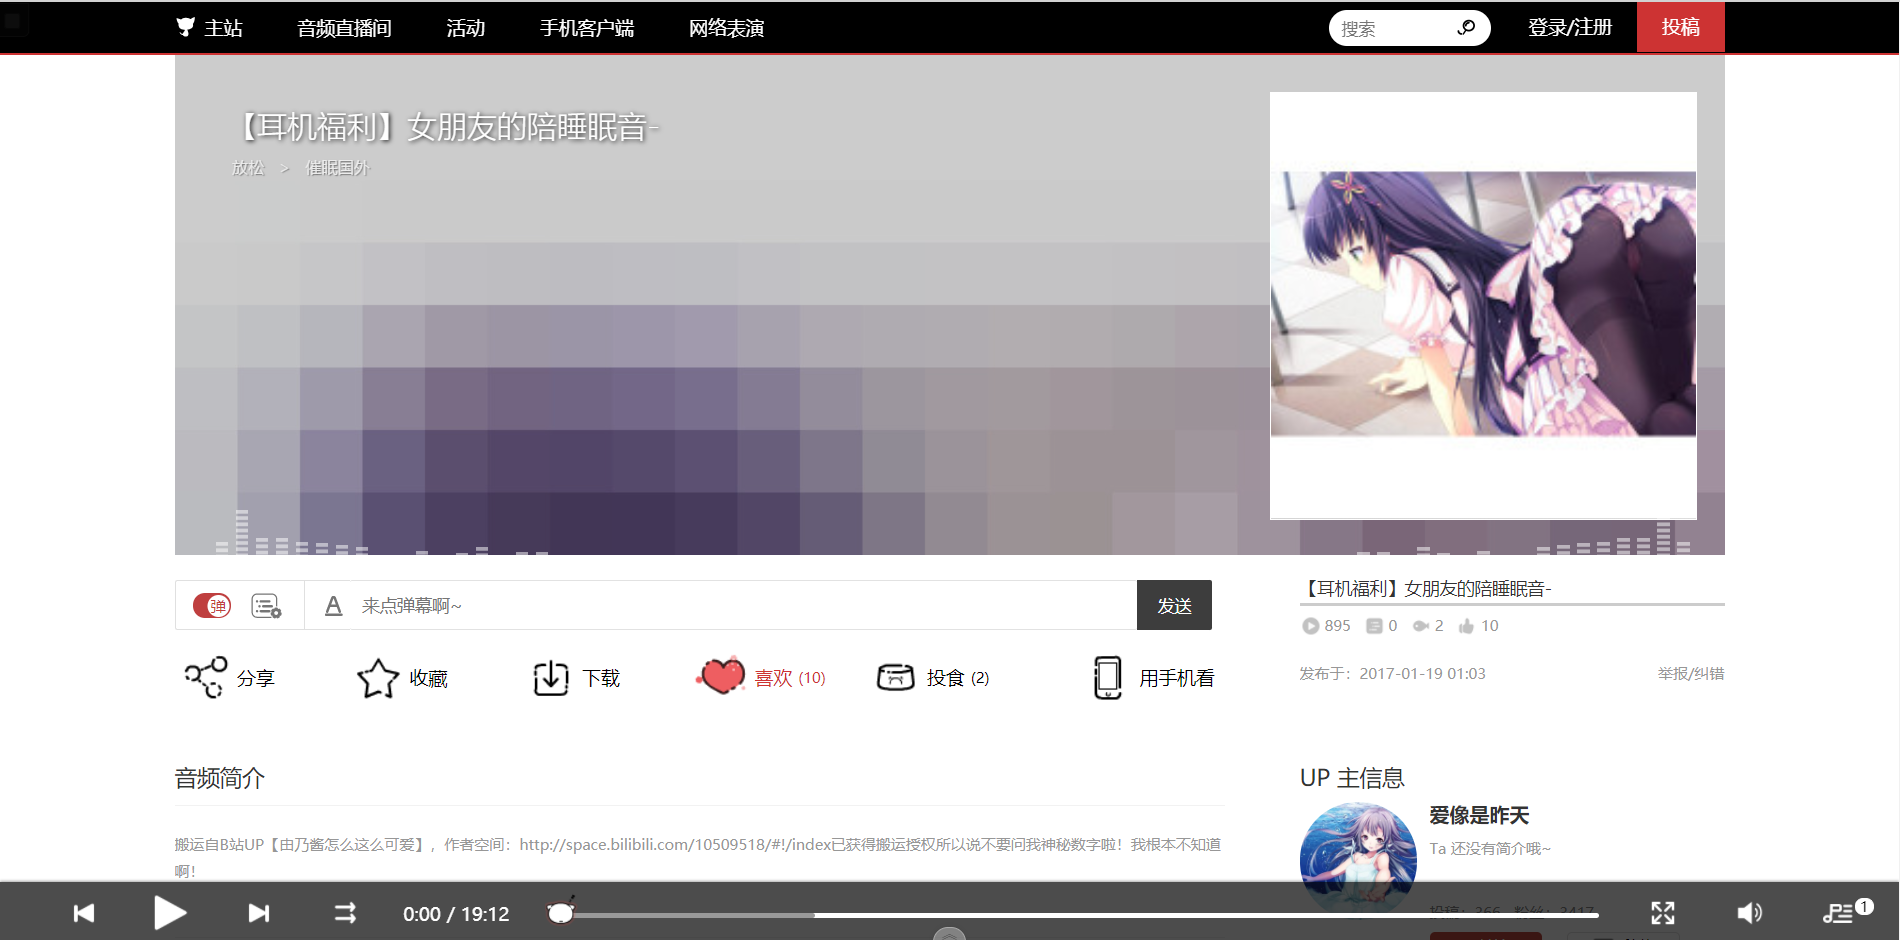 主站 音频直播间 活动 手机客户端 网络表演 搜索 登录/注册 投稿
【耳机福利】女朋友的陪睡眠音-
放松 > 催眠国外
弹 A 来点弹幕啊~ 发送
分享 收藏 下载 喜欢 (10) 投食 (2) 用手机看
【耳机福利】女朋友的陪睡眠音-
895 0 2 10
发布于：2017-01-19 01:03 举报/纠错
音频简介
搬运自B站UP【由乃酱怎么这么可爱】，作者空间：http://space.bilibili.com/10509518/#!/index已获得搬运授权所以说不要问我神秘数字啦！我根本不知道
啊！
UP 主信息
爱像是昨天
Ta 还没有简介哦~
投稿：366 粉丝：3417
0:00 / 19:12 1